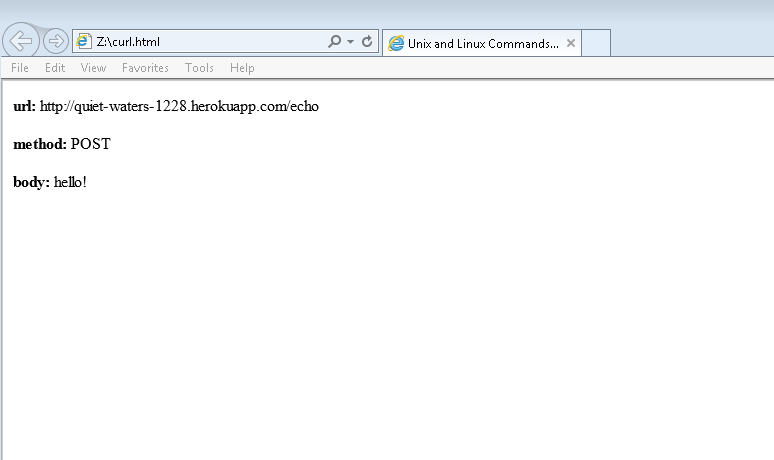 Z:\curl.html
Unix and Linux Commands...
File Edit View Favorites Tools Help
url: http://quiet-waters-1228.herokuapp.com/echo
method: POST
body: hello!